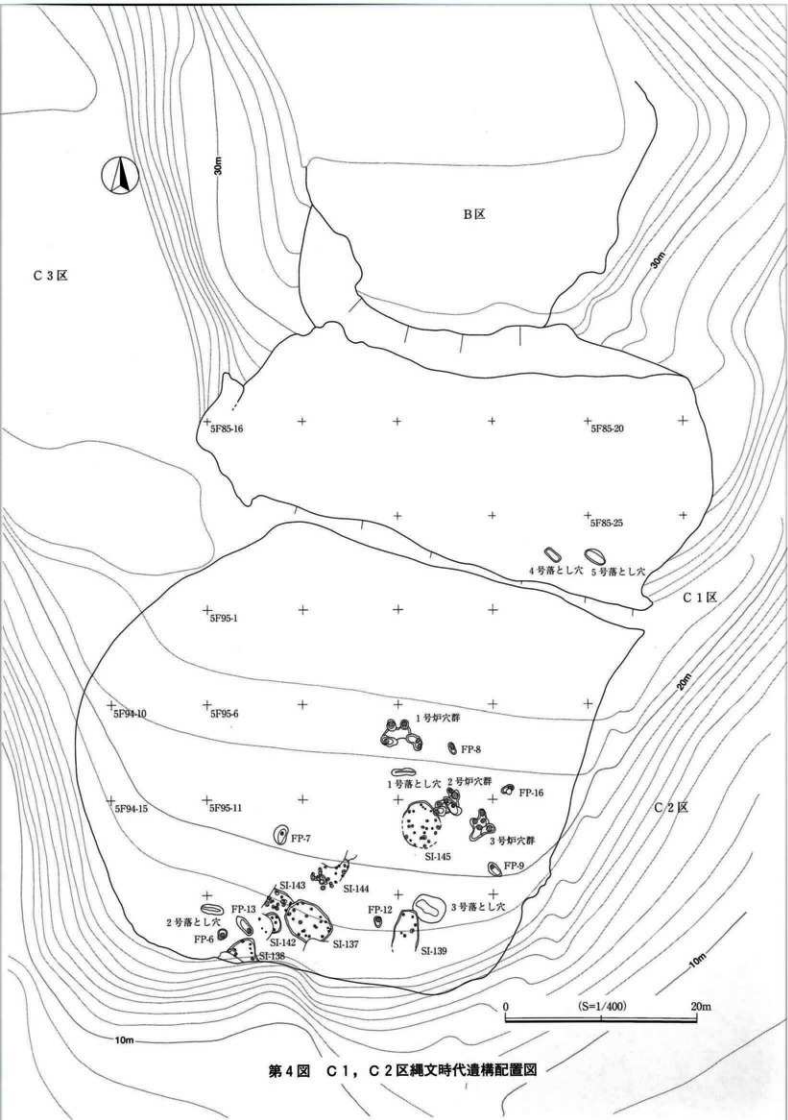 30m
B区
C3区
30m
5F85-16
5F85-20
5F85-25
4号落とし穴
5号落とし穴
C1区
5F95-1
20m
5F94-10
5F95-6
1号炉穴群
FP-8
1号落とし穴
2号炉穴群
FP-16
5F94-15
5F95-11
C2区
FP-7
3号炉穴群
SI-145
FP-9
SI-144
SI-143
2号落とし穴
FP-13
FP-12
3号落とし穴
FP-6
SI-142
SI-137
SI-139
SI-138
10m
0 (S=1/400) 20m
10m
第4図 C1,C2区縄文時代遺構配置図